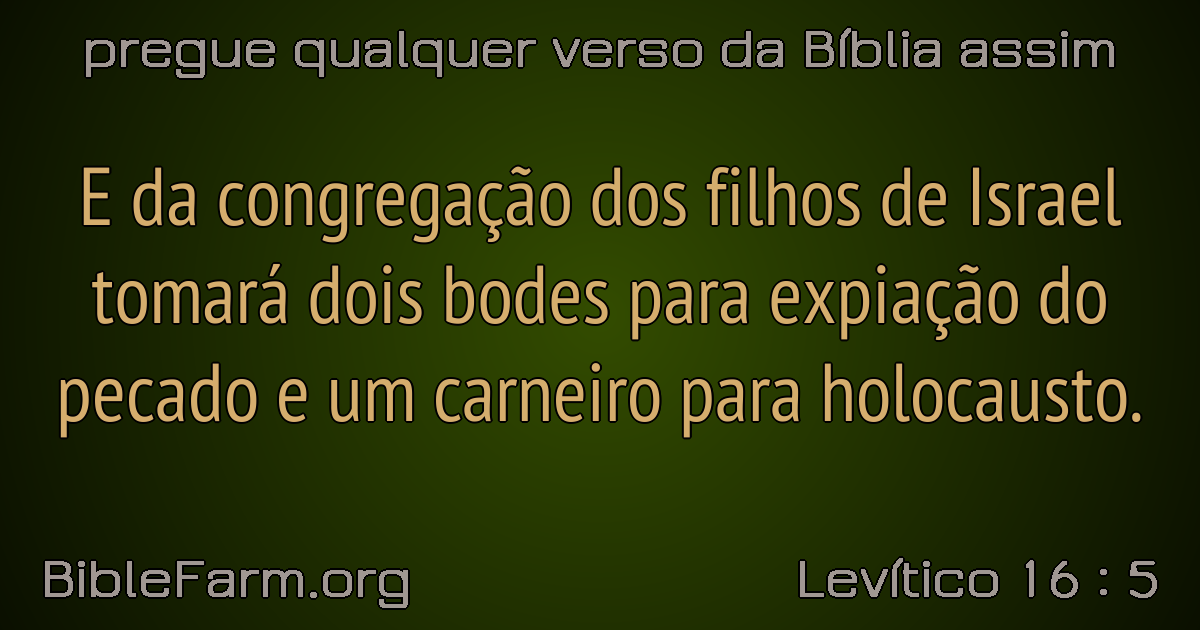 pregue qualquer verso da Bíblia assim
E da congregação dos filhos de Israel
tomará dois bodes para expiação do
pecado e um carneiro para holocausto.
BibleFarm.org
Levítico 16 : 5